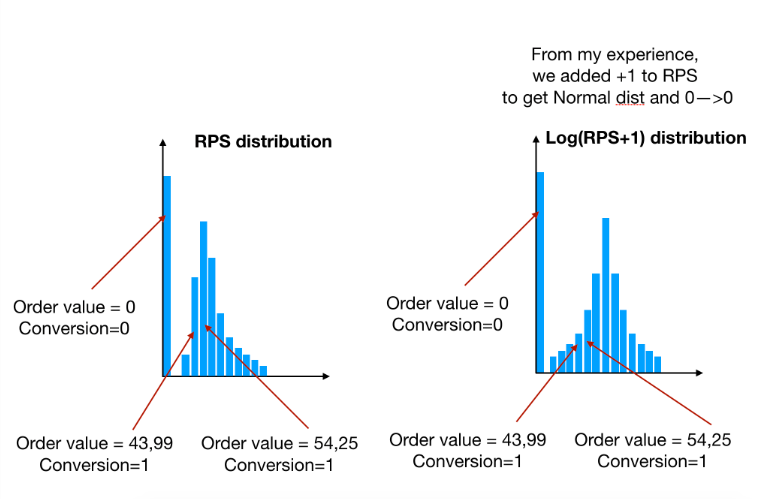 From my experience,
we added +1 to RPS
to get Normal dist and 0—>0
RPS distribution
Log(RPS+1) distribution
Order value = 0
Conversion=0
Order value = 0
Conversion=0
Order value = 43,99
Conversion=1
Order value = 54,25
Conversion=1
Order value = 43,99
Conversion=1
Order value = 54,25
Conversion=1